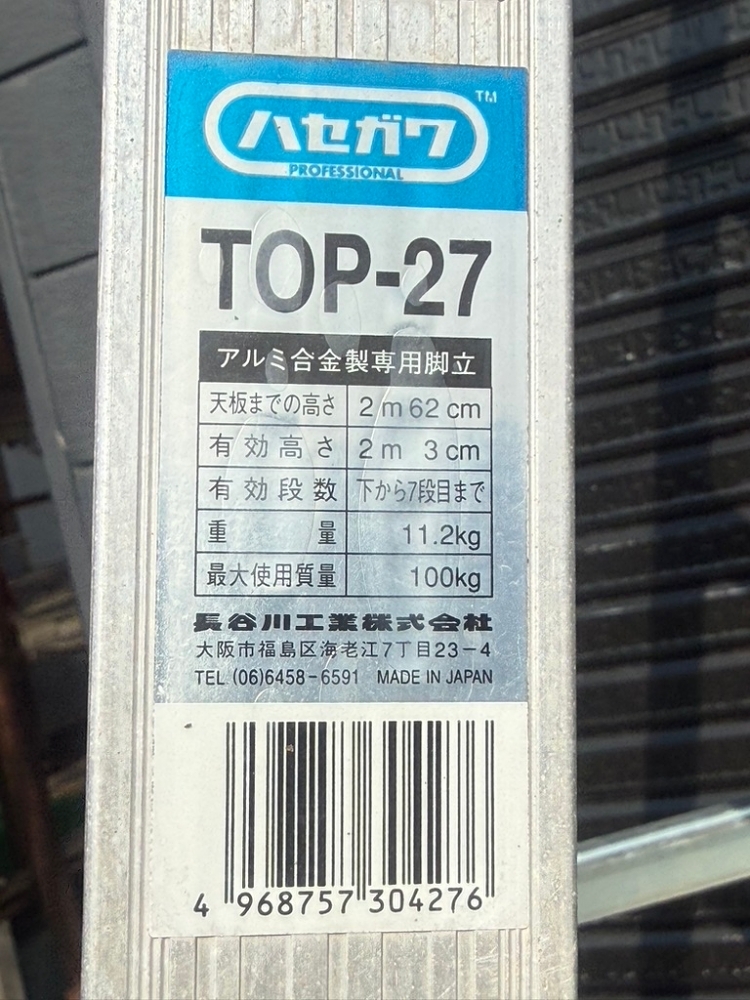 ハセガワ TM
PROFESSIONAL
TOP-27
アルミ合金製専用脚立
天板までの高さ 2m62cm
有効高さ 2m 3cm
有効段数 下から7段目まで
重量 11.2kg
最大使用質量 100kg
長谷川工業株式会社
大阪市福島区海老江7丁目23-4
TEL (06)6458-6591 MADE IN JAPAN
4 968757 304276